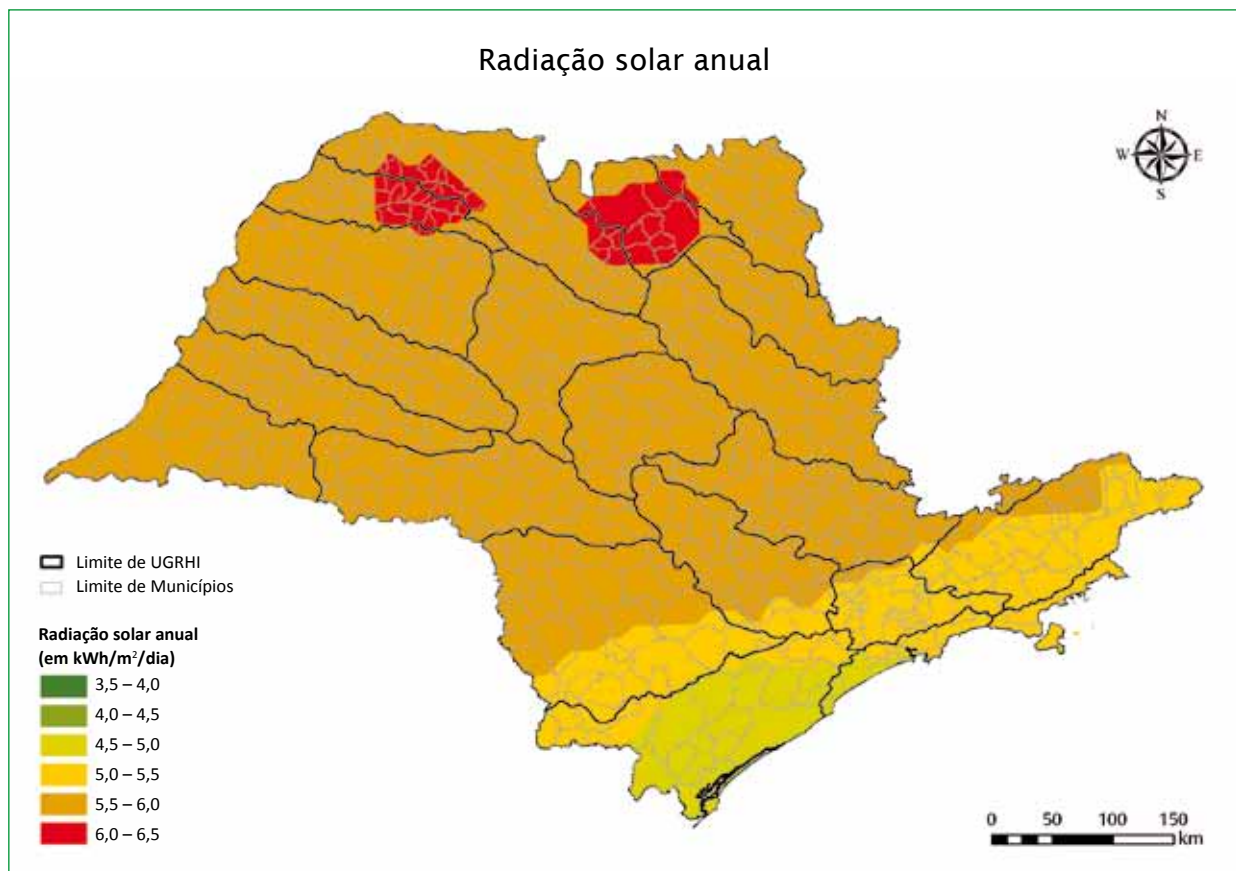 Radiação solar anual
N
W E
S
Limite de UGRHI
Limite de Municípios
Radiação solar anual
(em kWh/m²/dia)
3,5 – 4,0
4,0 – 4,5
4,5 – 5,0
5,0 – 5,5
5,5 – 6,0
6,0 – 6,5
0 50 100 150
km